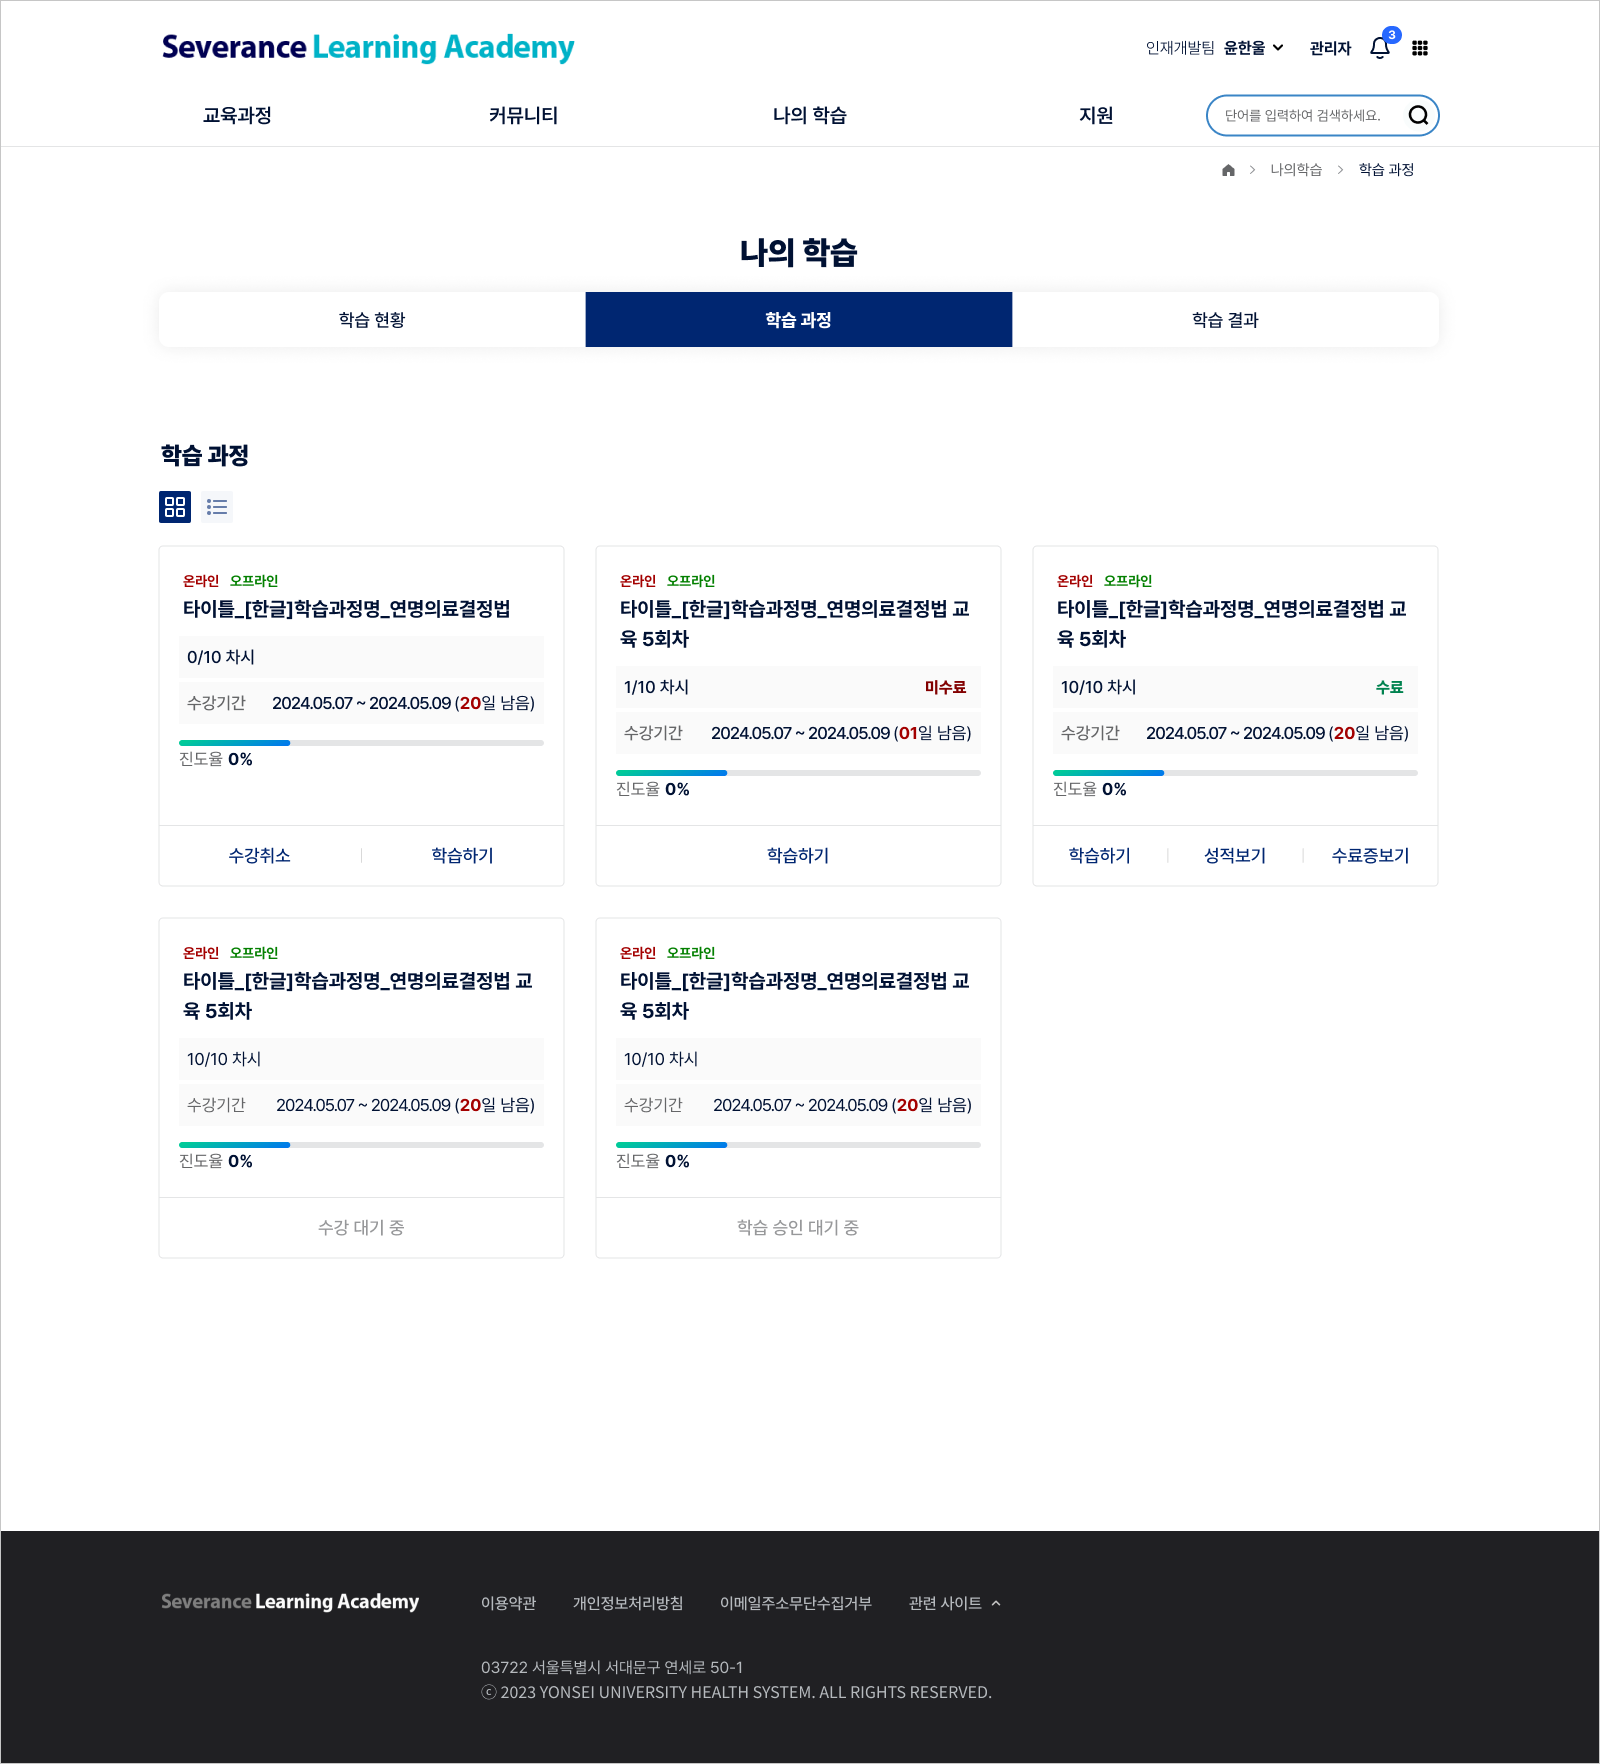 Severance Learning Academy
인재개발팀 윤한울 관리자 3
교육과정 커뮤니티 나의 학습 지원 단어를 입력하여 검색하세요.
나의학습 학습 과정
나의 학습
학습 현황 학습 과정 학습 결과
학습 과정
온라인 오프라인
타이틀_[한글]학습과정명_연명의료결정법
0/10 차시
수강기간 2024.05.07 ~ 2024.05.09 (20일 남음)
진도율 0%
수강취소 학습하기
온라인 오프라인
타이틀_[한글]학습과정명_연명의료결정법 교
육 5회차
1/10 차시 미수료
수강기간 2024.05.07 ~ 2024.05.09 (01일 남음)
진도율 0%
학습하기
온라인 오프라인
타이틀_[한글]학습과정명_연명의료결정법 교
육 5회차
10/10 차시 수료
수강기간 2024.05.07 ~ 2024.05.09 (20일 남음)
진도율 0%
학습하기 성적보기 수료증보기
온라인 오프라인
타이틀_[한글]학습과정명_연명의료결정법 교
육 5회차
10/10 차시
수강기간 2024.05.07 ~ 2024.05.09 (20일 남음)
진도율 0%
수강 대기 중
온라인 오프라인
타이틀_[한글]학습과정명_연명의료결정법 교
육 5회차
10/10 차시
수강기간 2024.05.07 ~ 2024.05.09 (20일 남음)
진도율 0%
학습 승인 대기 중
Severance Learning Academy
이용약관 개인정보처리방침 이메일주소무단수집거부 관련 사이트
03722 서울특별시 서대문구 연세로 50-1
ⓒ 2023 YONSEI UNIVERSITY HEALTH SYSTEM. ALL RIGHTS RESERVED.